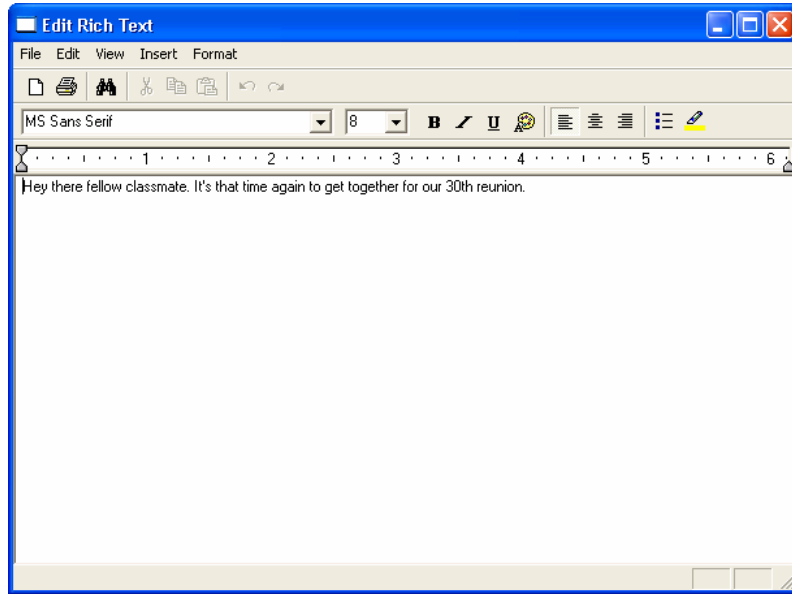 Edit Rich Text
File Edit View Insert Format
MS Sans Serif 8 B I U A
1 2 3 4 5 6
Hey there fellow classmate. It's that time again to get together for our 30th reunion.